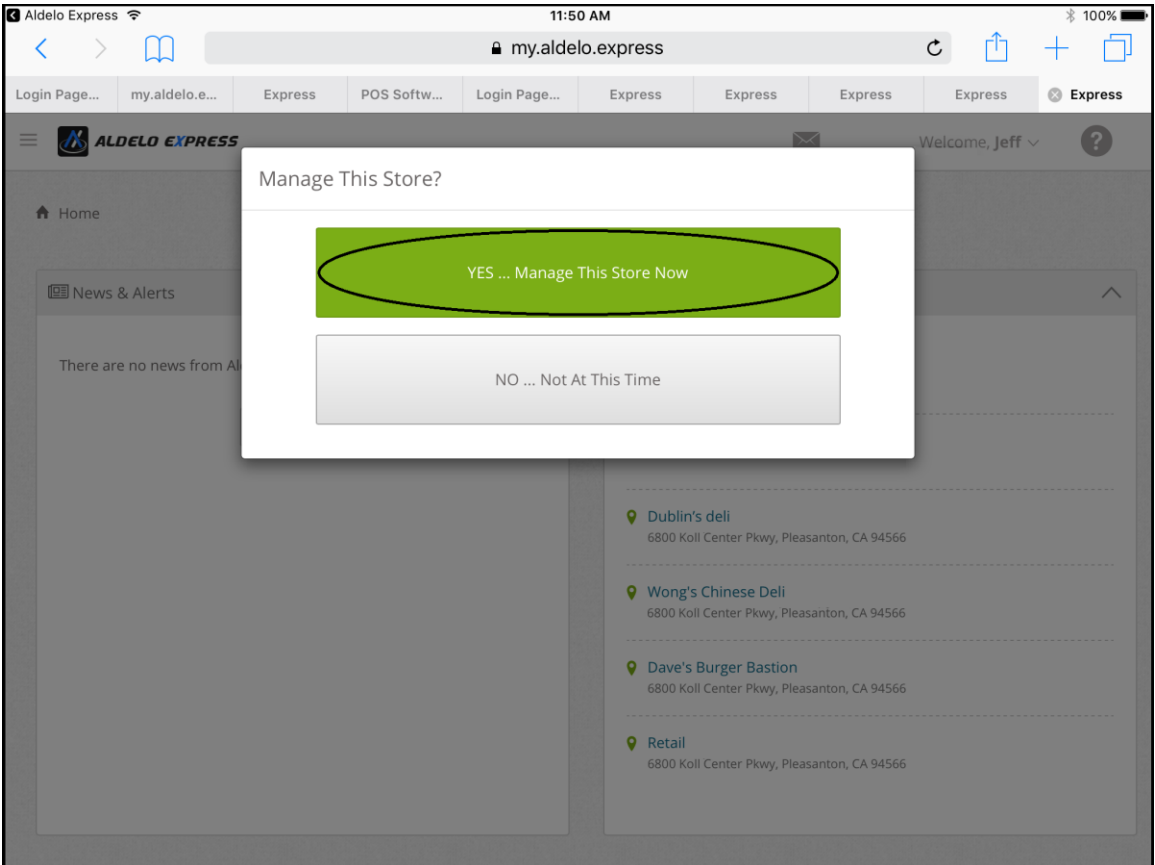 Aldelo Express
11:50 AM
100%
my.aldelo.express
Login Page...
my.aldelo.e...
Express
POS Softw...
Login Page...
Express
Express
Express
Express
Express
ALDELO EXPRESS
Welcome, Jeff
?
Manage This Store?
Home
YES ... Manage This Store Now
News & Alerts
There are no news from Al
NO ... Not At This Time
Dublin's deli
6800 Koll Center Pkwy, Pleasanton, CA 94566
Wong's Chinese Deli
6800 Koll Center Pkwy, Pleasanton, CA 94566
Dave's Burger Bastion
6800 Koll Center Pkwy, Pleasanton, CA 94566
Retail
6800 Koll Center Pkwy, Pleasanton, CA 94566